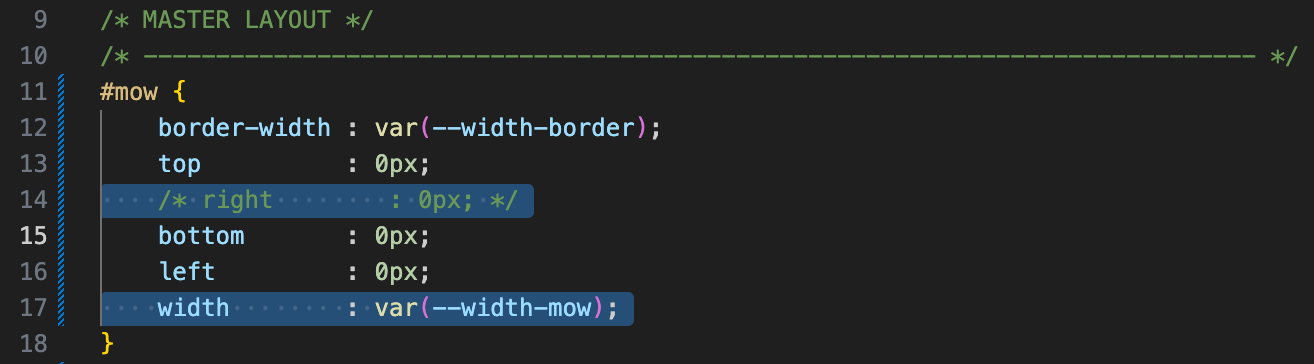 9 /* MASTER LAYOUT */
10 /* ----------------------------------------------------------------------------- */
11 #mow {
12     border-width : var(--width-border);
13     top          : 0px;
14     /* right        : 0px; */
15     bottom       : 0px;
16     left         : 0px;
17     width        : var(--width-mow);
18 }